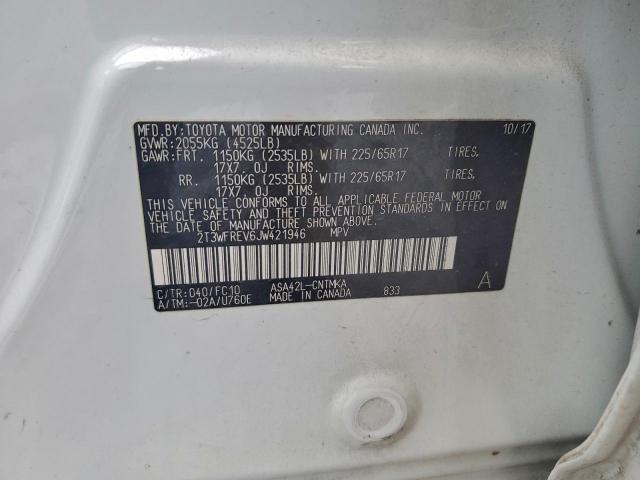 MFD.BY:TOYOTA MOTOR MANUFACTURING CANADA INC. 10/17
GVWR:2055KG (4525LB)
GAWR:FRT. 1150KG (2535LB) WITH 225/65R17 TIRES.
17X7.0J RIMS.
RR. 1150KG (2535LB) WITH 225/65R17 TIRES.
17X7.0J RIMS.
THIS VEHICLE CONFORMS TO ALL APPLICABLE FEDERAL MOTOR
VEHICLE SAFETY AND THEFT PREVENTION STANDARDS IN EFFECT ON
THE DATE OF MANUFACTURE SHOWN ABOVE.
2T3WFREV6JW421946 MPV
C/TR:040/FC10 ASA42L-CNTMKA A
A/TM:-02A/U760E MADE IN CANADA 833